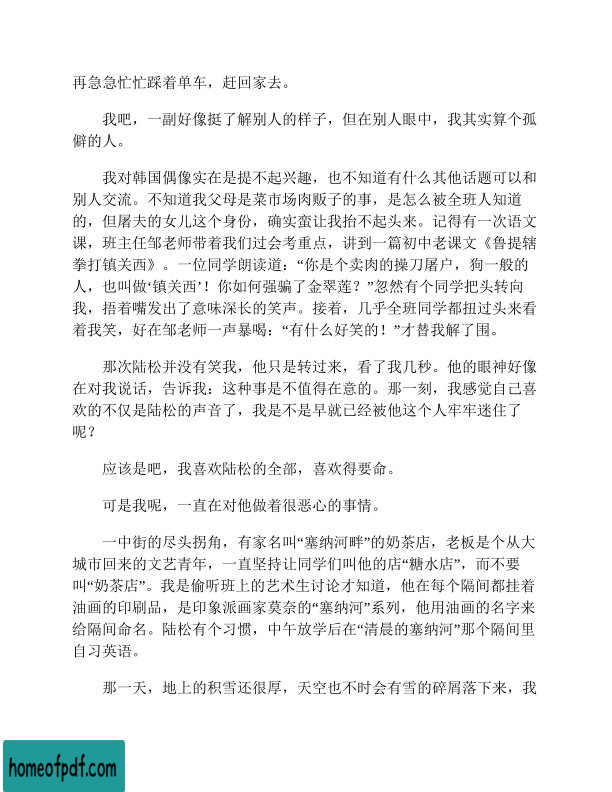 再急急忙忙踩着单车，赶回家去。
我吧，一副好像挺了解别人的样子，但在别人眼中，我其实算个孤
僻的人。
我对韩国偶像实在是提不起兴趣，也不知道有什么其他话题可以和
别人交流。不知道我父母是菜市场肉贩子的事，是怎么被全班人知道
的，但屠夫的女儿这个身份，确实蛮让我抬不起头来。记得有一次语文
课，班主任邹老师带着我们过会考重点，讲到一篇初中老课文《鲁提辖
拳打镇关西》。一位同学朗读道：“你是个卖肉的操刀屠户，狗一般的
人，也叫做‘镇关西’！你如何强骗了金翠莲？”忽然有个同学把头转向
我，捂着嘴发出了意味深长的笑声。接着，几乎全班同学都扭过头来看
着我笑，好在邹老师一声暴喝：“有什么好笑的！”才替我解了围。
那次陆松并没有笑我，他只是转过来，看了我几秒。他的眼神好像
在对我说话，告诉我：这种事是不值得在意的。那一刻，我感觉自己喜
欢的不仅是陆松的声音了，我是不是早就已经被他这个人牢牢迷住了
呢？
应该是吧，我喜欢陆松的全部，喜欢得要命。
可是我呢，一直在对他做着很恶心的事情。
一中街的尽头拐角，有家名叫“塞纳河畔”的奶茶店，老板是个从大
城市回来的文艺青年，一直坚持让同学们叫他的店“糖水店”，而不要
叫“奶茶店”。我是偷听班上的艺术生讨论才知道，他在每个隔间都挂着
油画的印刷品，是印象派画家莫奈的“塞纳河”系列，他用油画的名字来
给隔间命名。陆松有个习惯，中午放学后在“清晨的塞纳河”那个隔间里
自习英语。
那一天，地上的积雪还很厚，天空也不时会有雪的碎屑落下来，我
homeofpdf.com